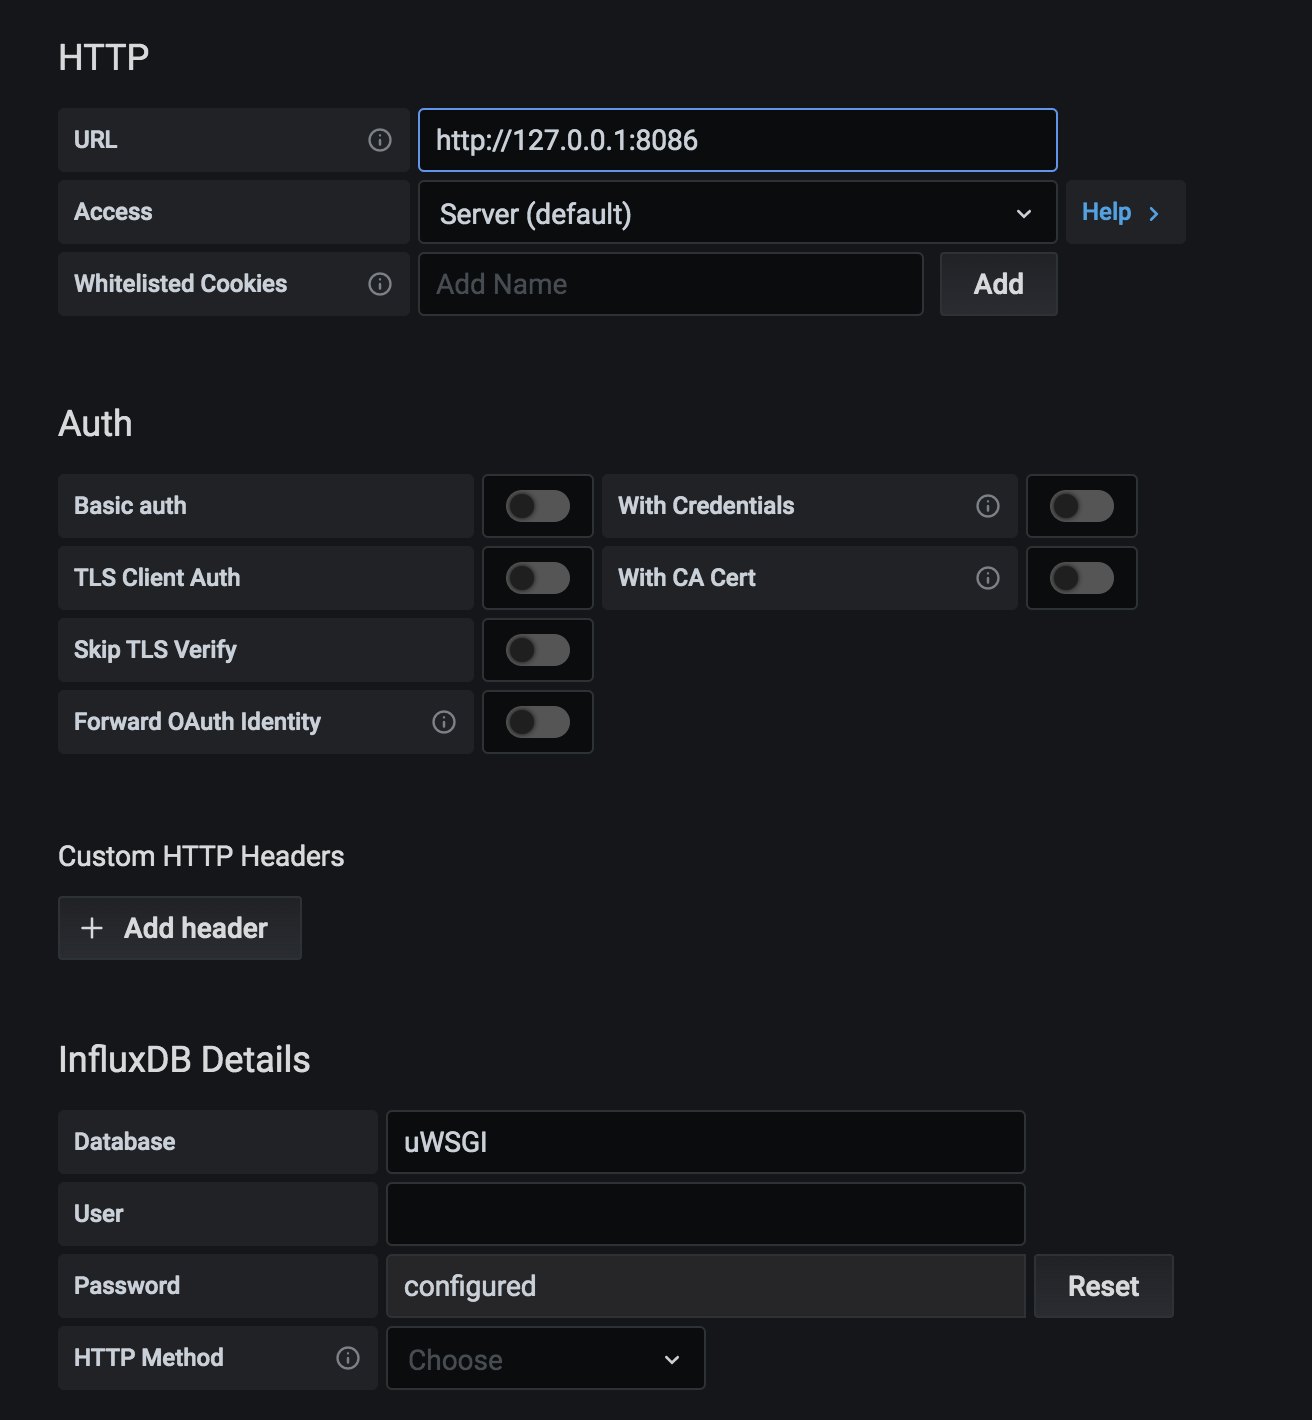 HTTP
URL
http://127.0.0.1:8086
Access
Server (default)
Help
Whitelisted Cookies
Add Name
Add
Auth
Basic auth
With Credentials
TLS Client Auth
With CA Cert
Skip TLS Verify
Forward OAuth Identity
Custom HTTP Headers
Add header
InfluxDB Details
Database
uWSGI
User
Password
configured
Reset
HTTP Method
Choose